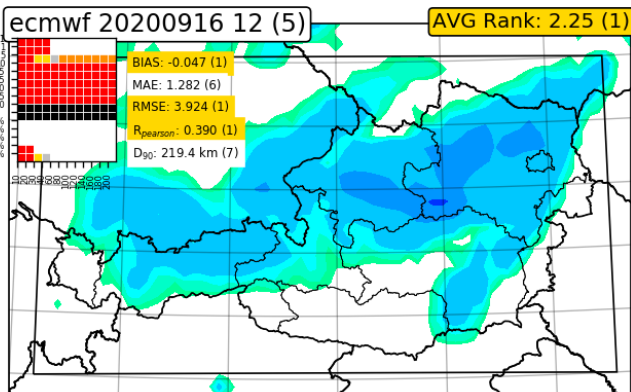 ecmwf 20200916 12 (5)
AVG Rank: 2.25 (1)
BIAS: -0.047 (1)
MAE: 1.282 (6)
RMSE: 3.924 (1)
Rpearson: 0.390 (1)
D90: 219.4 km (7)